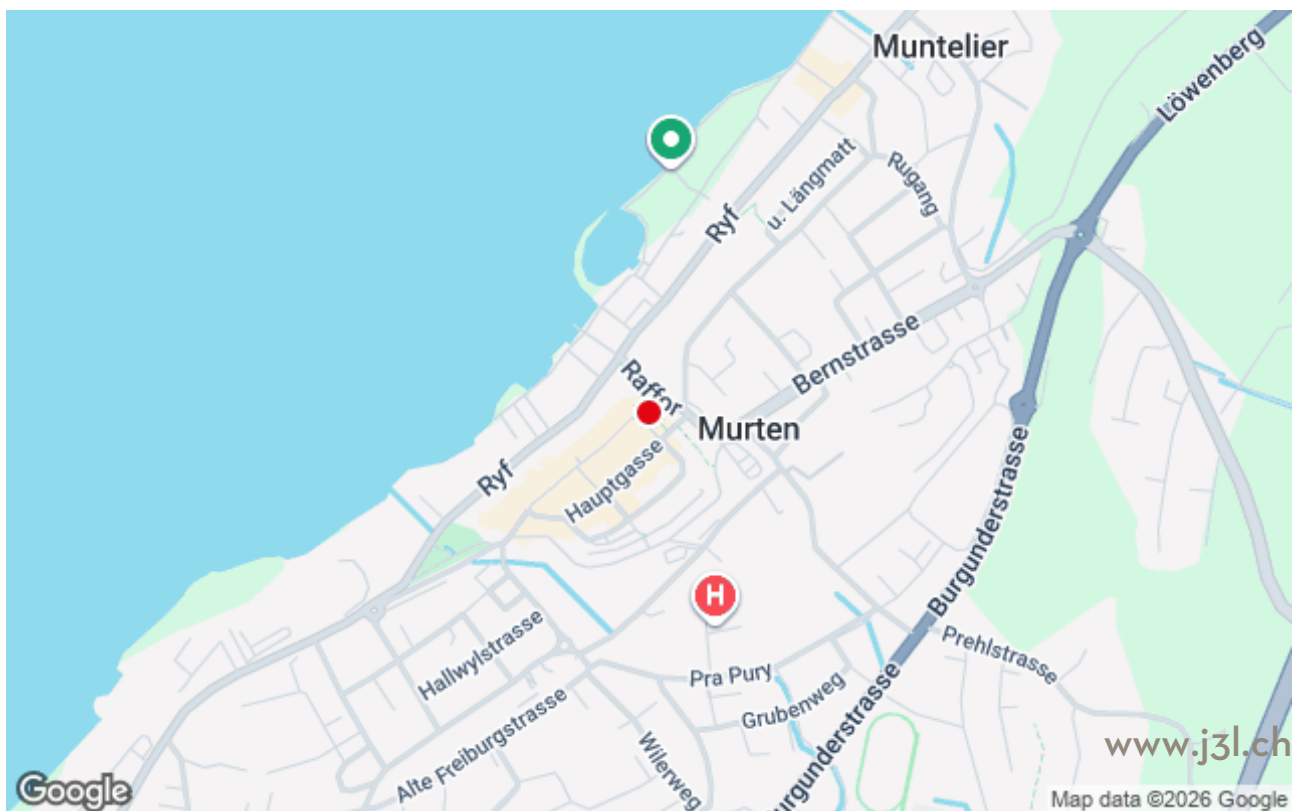 Muntelier
Löwenberg
u. Längmatt
Rugang
Ryf
Bernstrasse
Raffor
Murten
Ryf
Hauptgasse
Burgunderstrasse
H
Hallwylstrasse
Prehlstrasse
Pra Pury
Grubenweg
Alte Freiburgstrasse
Wilerweg
Burgunderstrasse
www.j3l.ch
Google
Map data ©2026 Google